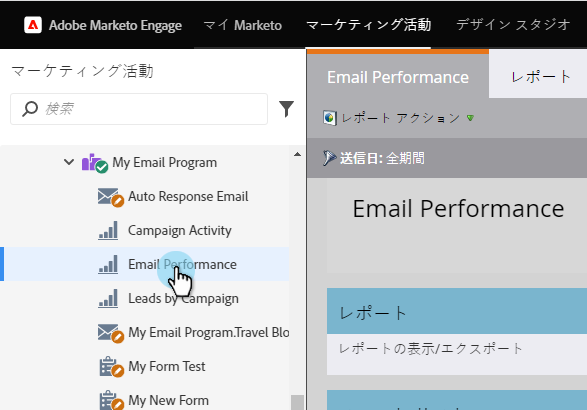 Adobe Marketo Engage マイ Marketo マーケティング活動 デザイン スタジオ
マーケティング活動
検索
My Email Program
Auto Response Email
Campaign Activity
Email Performance
Leads by Campaign
My Email Program.Travel Blo
My Form Test
My New Form
Email Performance レポート
レポート アクション
送信日: 全期間
Email Performance
レポート
レポートの表示/エクスポート